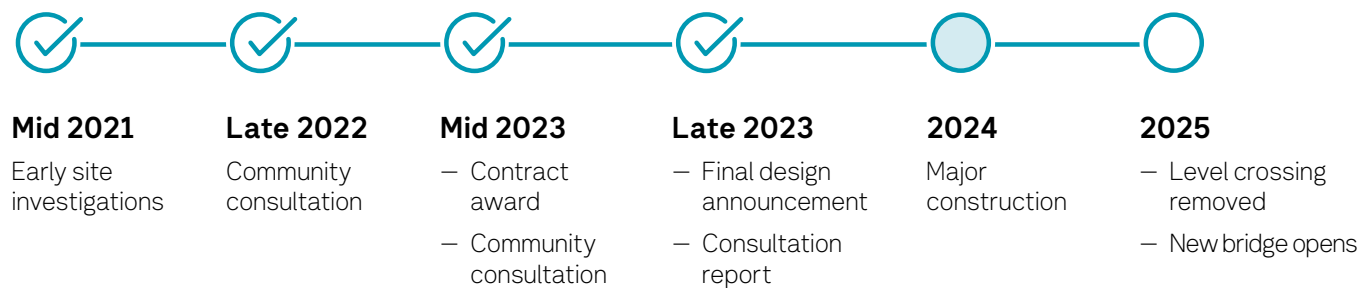 Mid 2021
Early site
investigations
Late 2022
Community
consultation
Mid 2023
— Contract
award
— Community
consultation
Late 2023
— Final design
announcement
— Consultation
report
2024
Major
construction
2025
— Level crossing
removed
— New bridge opens